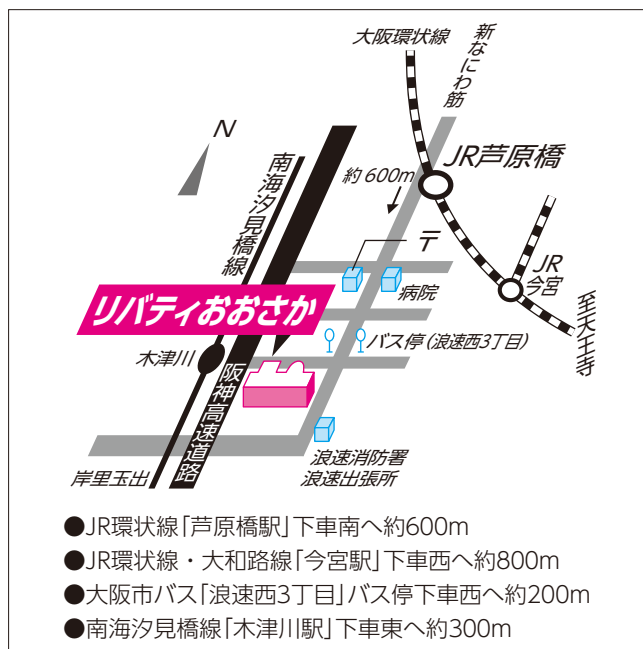 大阪環状線
新なにわ筋
N
JR芦原橋
約600m
南海汐見橋線
〒
JR
今宮
病院
リバティおおさか
至天王寺
バス停(浪速西3丁目)
木津川
阪神高速道路
浪速消防署
浪速出張所
岸里玉出
●JR環状線「芦原橋駅」下車南へ約600m
●JR環状線・大和路線「今宮駅」下車西へ約800m
●大阪市バス「浪速西3丁目」バス停下車西へ約200m
●南海汐見橋線「木津川駅」下車東へ約300m